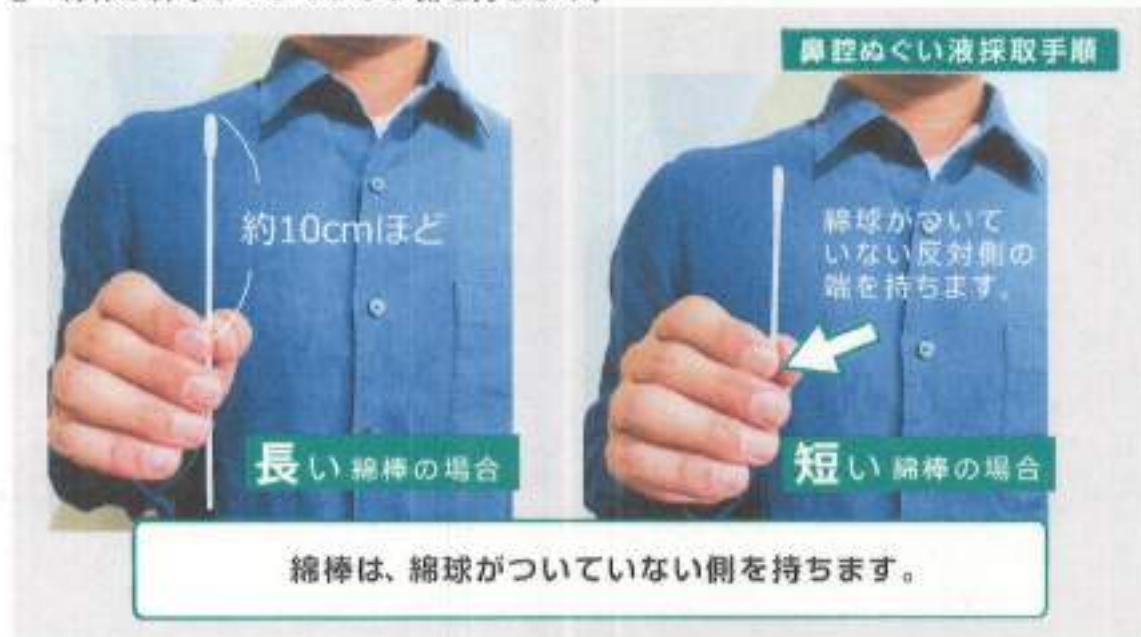 鼻腔ぬぐい液採取手順
約10cmほど
綿球がついて
いない反対側の
端を持ちます。
長い綿棒の場合
短い綿棒の場合
綿棒は、綿球がついていない側を持ちます。